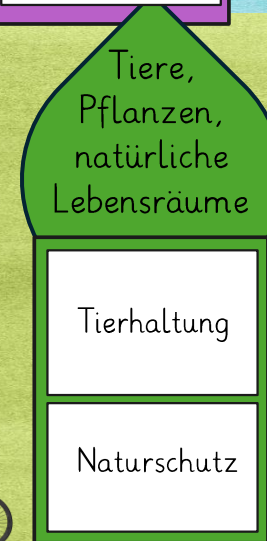 Tiere,
Pflanzen,
natürliche
Lebensräume
Tierhaltung
Naturschutz